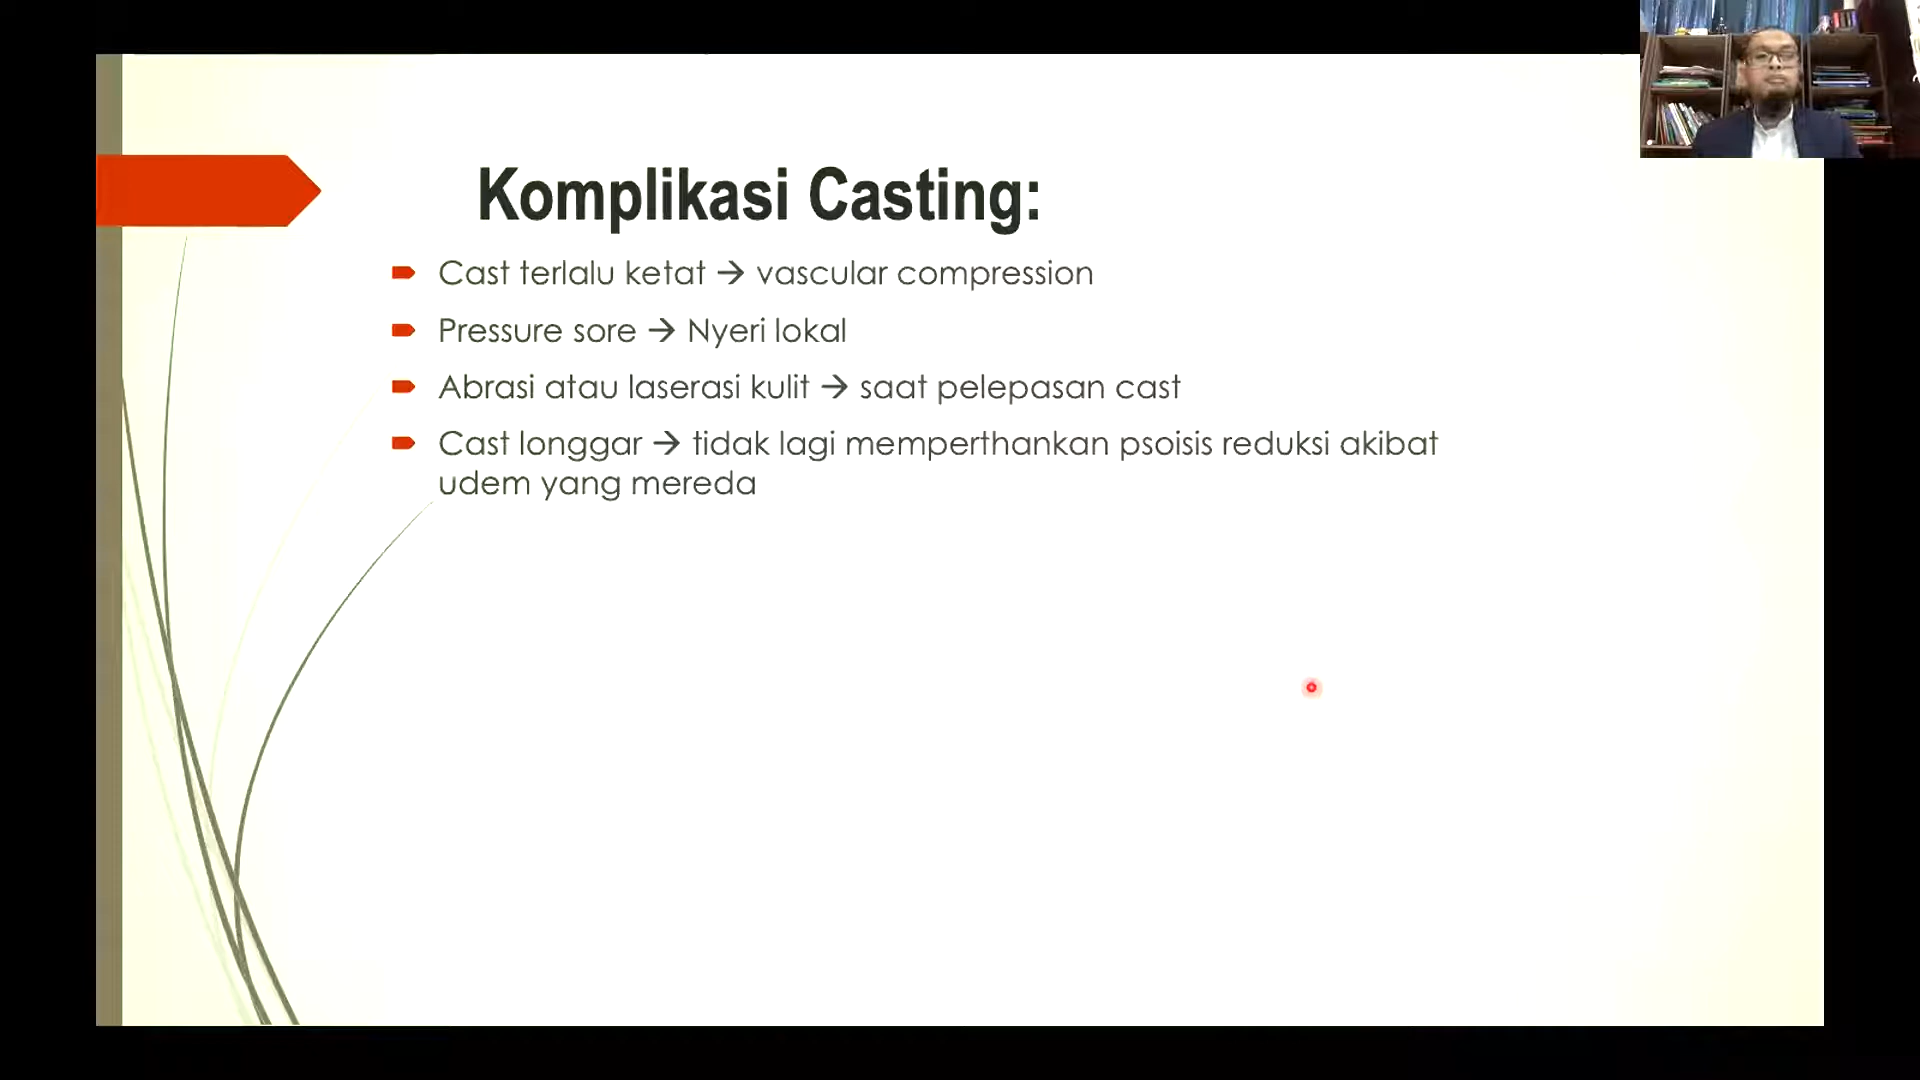 Komplikasi Casting:
Cast terlalu ketat → vascular compression
Pressure sore → Nyeri lokal
Abrasi atau laserasi kulit → saat pelepasan cast
Cast longgar → tidak lagi memperthankan psoisis reduksi akibat
udem yang mereda